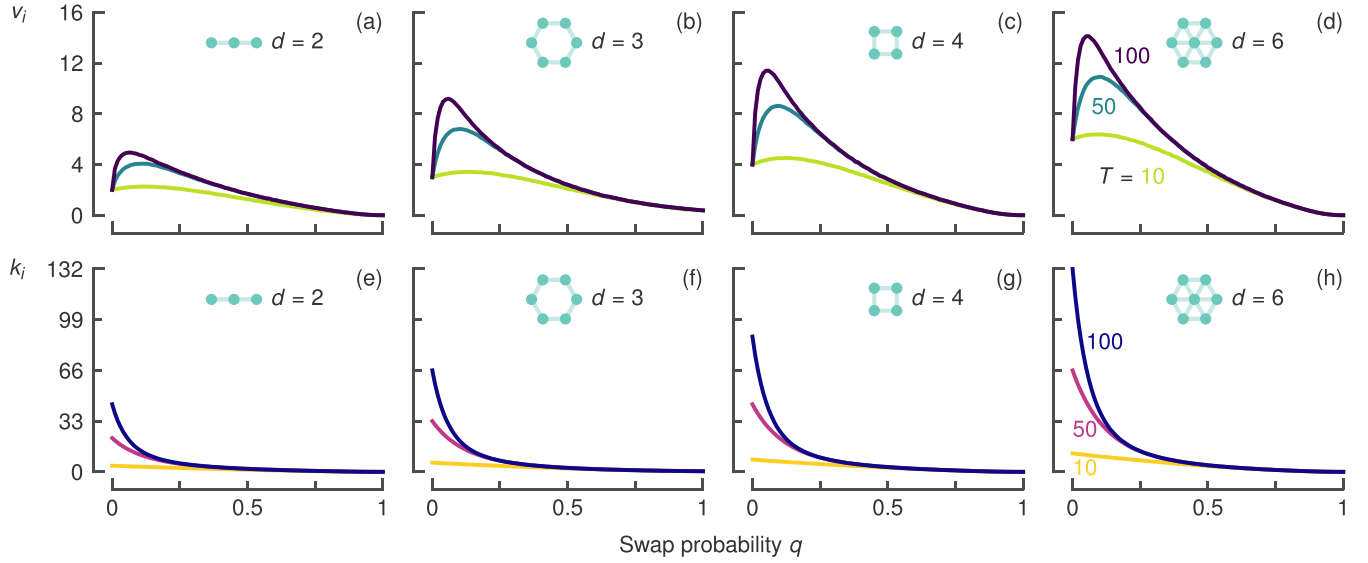 v_i
16
12
8
4
0
(a)
d = 2
(b)
d = 3
(c)
d = 4
(d)
d = 6
100
50
T = 10
k_i
132
99
66
33
0
(e)
d = 2
(f)
d = 3
(g)
d = 4
(h)
d = 6
100
50
10
0 0.5 1
0 0.5 1
0 0.5 1
0 0.5 1
Swap probability q